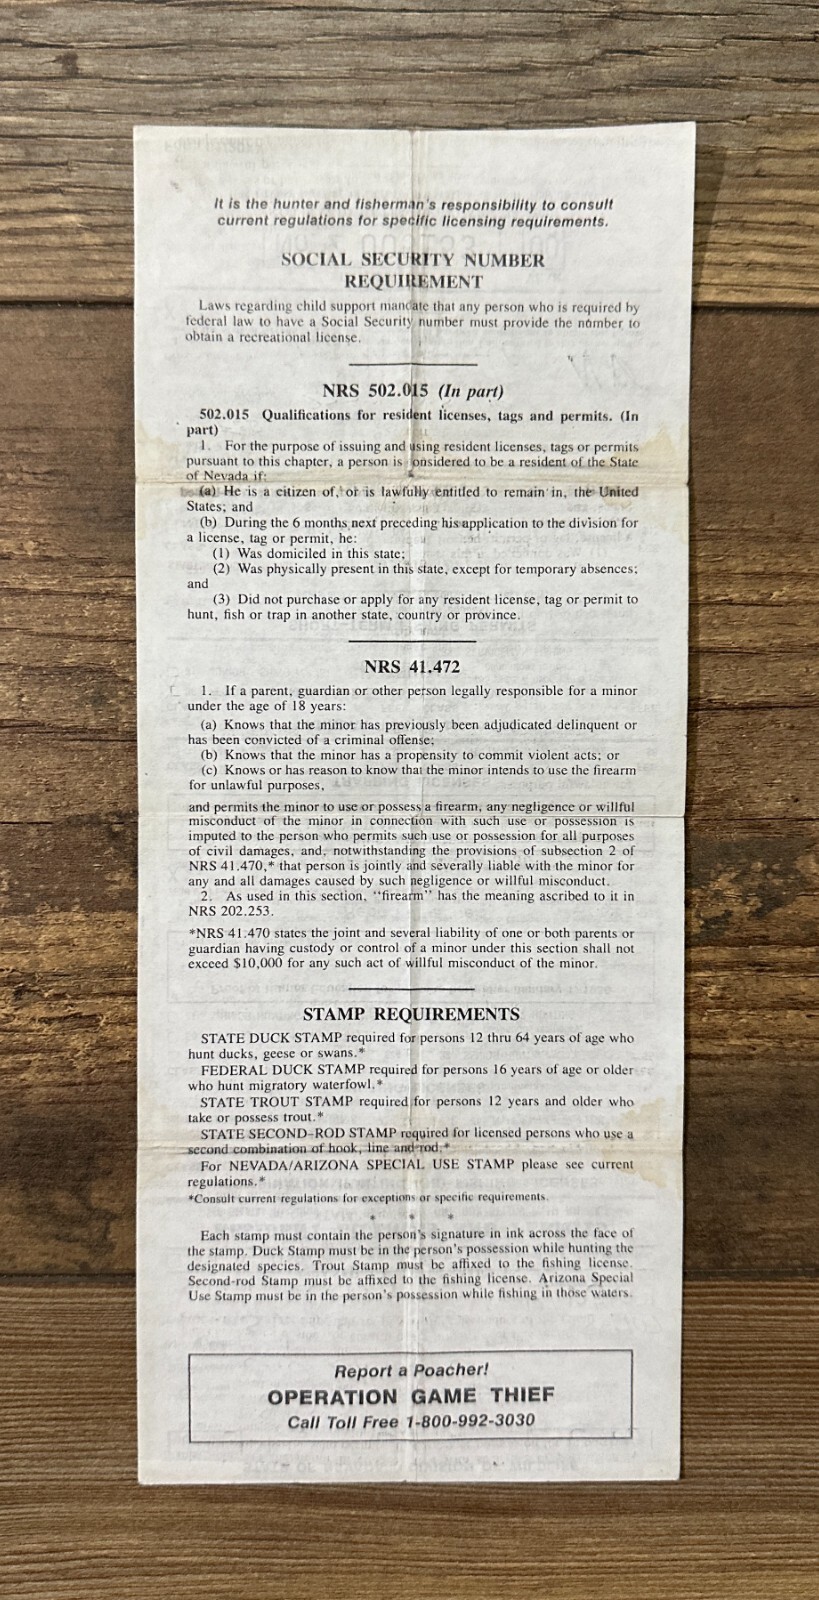 It is the hunter and fisherman's responsibility to consult
current regulations for specific licensing requirements.
SOCIAL SECURITY NUMBER
REQUIREMENT
Laws regarding child support mandate that any person who is required by
federal law to have a Social Security number must provide the number to
obtain a recreational license.
NRS 502.015 (In part)
502.015 Qualifications for resident licenses, tags and permits. (In
part)
1. For the purpose of issuing and using resident licenses, tags or permits
pursuant to this chapter, a person is onsidered to be a resident of the State
of Nevada if:
(a) He is a citizen of, or is lawfully entitled to remain in, the United
States; and
(b) During the 6 months next preceding his application to the division for
a license, tag or permit, he:
(1) Was domiciled in this state;
(2) Was physically present in this state, except for temporary absences;
and
(3) Did not purchase or apply for any resident license, tag or permit to
hunt, fish or trap in another state, country or province.
NRS 41.472
1. If a parent, guardian or other person legally responsible for a minor
under the age of 18 years:
(a) Knows that the minor has previously been adjudicated delinquent or
has been convicted of a criminal offense;
(b) Knows that the minor has a propensity to commit violent acts; or
(c) Knows or has reason to know that the minor intends to use the firearm
for unlawful purposes,
and permits the minor to use or possess a firearm, any negligence or willful
misconduct of the minor in connection with such use or possession is
imputed to the person who permits such use or possession for all purposes
of civil damages, and, notwithstanding the provisions of subsection 2 of
NRS 41.470,* that person is jointly and severally liable with the minor for
any and all damages caused by such negligence or willful misconduct.
2. As used in this section, "firearm" has the meaning ascribed to it in
NRS 202.253.
*NRS 41.470 states the joint and several liability of one or both parents or
guardian having custody or control of a minor under this section shall not
exceed $10,000 for any such act of willful misconduct of the minor.
STAMP REQUIREMENTS
STATE DUCK STAMP required for persons 12 thru 64 years of age who
hunt ducks, geese or swans.*
FEDERAL DUCK STAMP required for persons 16 years of age or older
who hunt migratory waterfowl.*
STATE TROUT STAMP required for persons 12 years and older who
take or possess trout.*
STATE SECOND-ROD STAMP required for licensed persons who use a
second combination of hook, line and rod.*
For NEVADA/ARIZONA SPECIAL USE STAMP please see current
regulations.*
*Consult current regulations for exceptions or specific requirements.
* * *
Each stamp must contain the person's signature in ink across the face of
the stamp. Duck Stamp must be in the person's possession while hunting the
designated species. Trout Stamp must be affixed to the fishing license.
Second-rod Stamp must be affixed to the fishing license. Arizona Special
Use Stamp must be in the person's possession while fishing in those waters.
Report a Poacher!
OPERATION GAME THIEF
Call Toll Free 1-800-992-3030